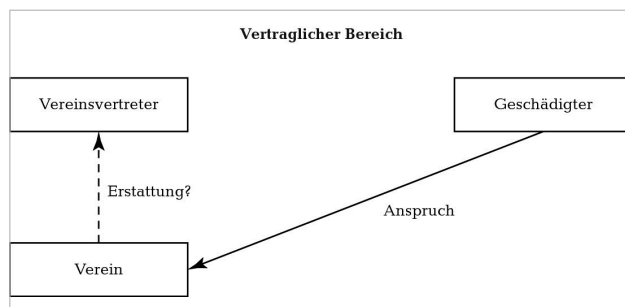 Vertraglicher Bereich
Vereinsvertreter
Geschädigter
Erstattung?
Anspruch
Verein